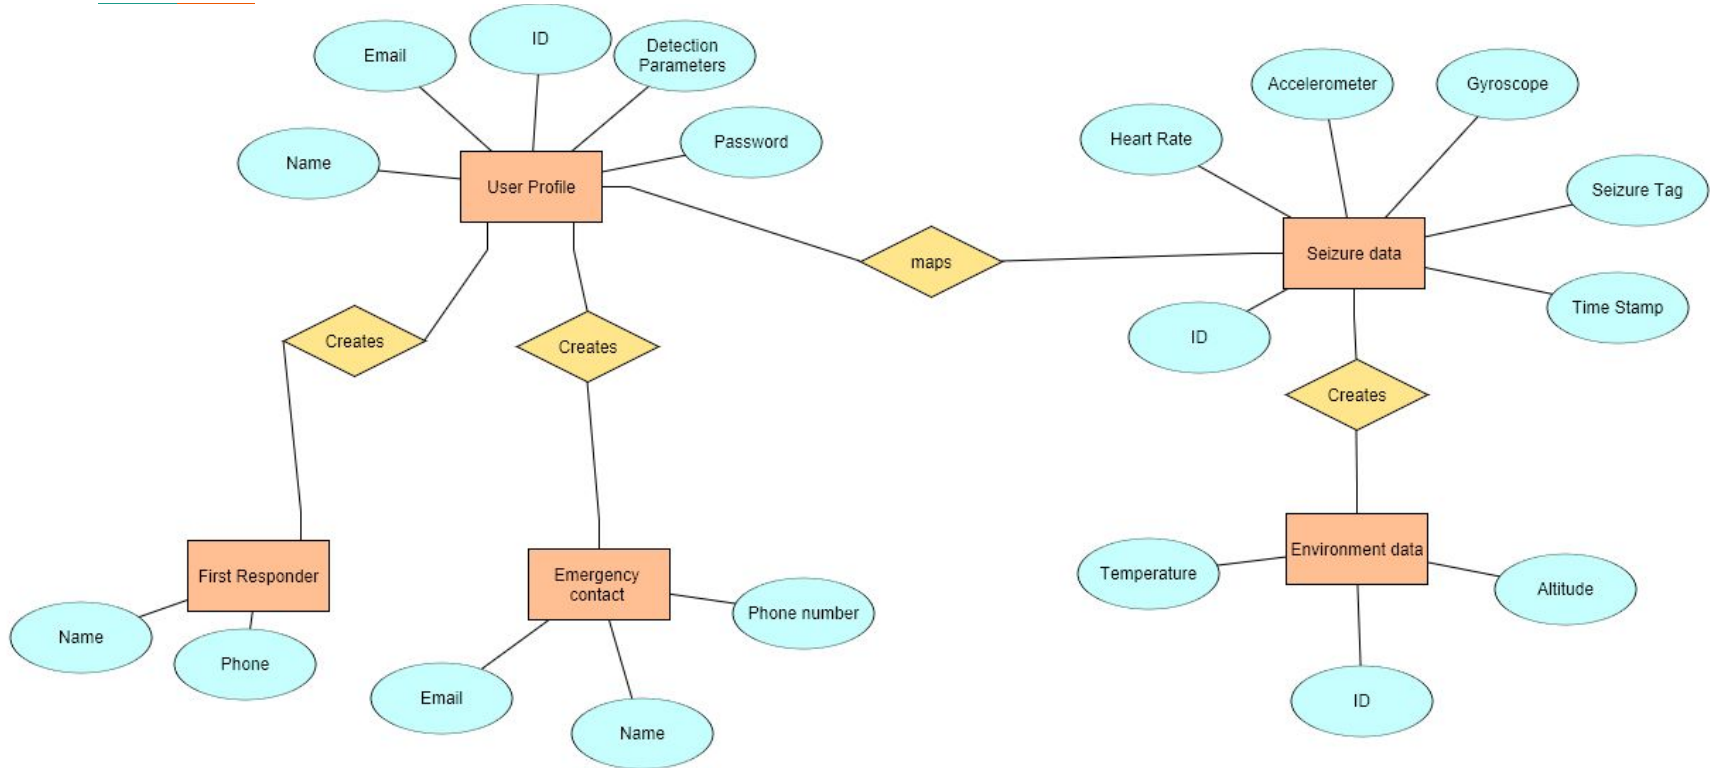 ID
Email
Detection
Parameters
Accelerometer
Gyroscope
Heart Rate
Password
Name
User Profile
Seizure Tag
Seizure data
maps
Time Stamp
ID
Creates
Creates
Creates
Environment data
Temperature
Altitude
First Responder
Emergency
contact
Phone number
Name
Phone
Email
ID
Name